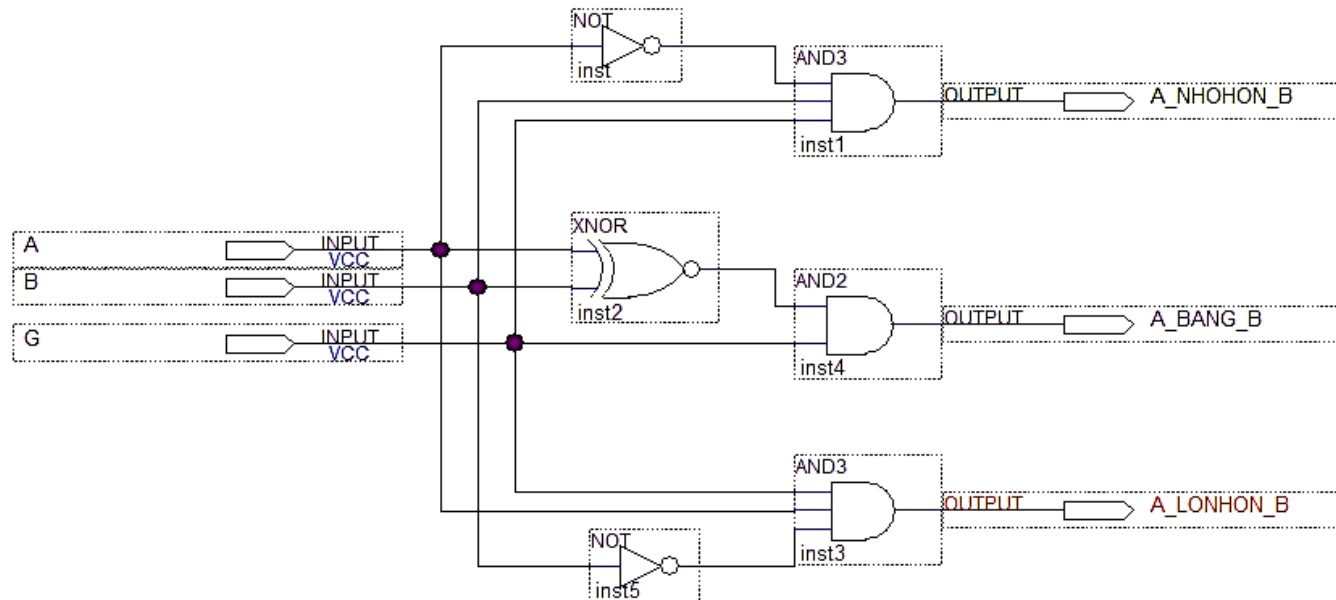 NOT
inst
AND3
inst1
OUTPUT
A_NHOHON_B
A
INPUT
VCC
B
INPUT
VCC
G
INPUT
VCC
XNOR
inst2
AND2
inst4
OUTPUT
A_BANG_B
AND3
inst3
OUTPUT
A_LONHON_B
NOT
inst5